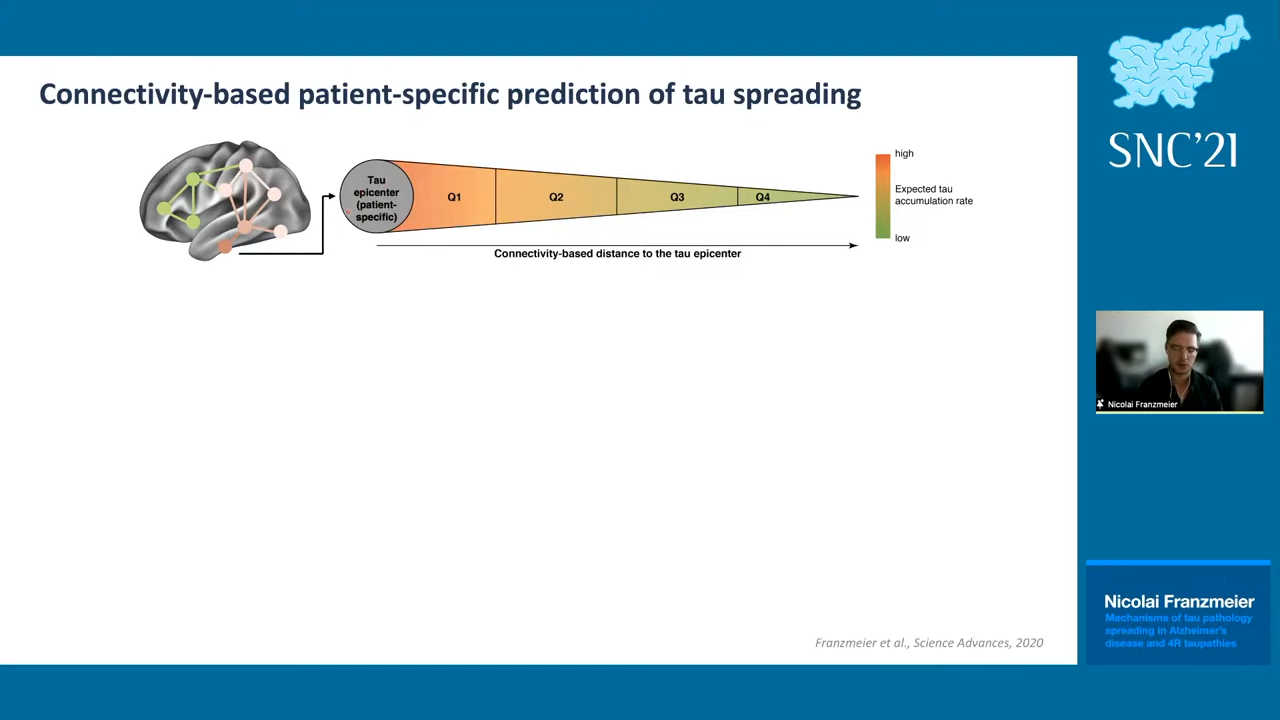 Connectivity-based patient-specific prediction of tau spreading
Tau
epicenter
(patient-
specific)
Q1
Q2
Q3
Q4
Connectivity-based distance to the tau epicenter
high
Expected tau
accumulation rate
low
Franzmeier et al., Science Advances, 2020
SNC’21
Nicolai Franzmeier
Nicolai Franzmeier
Mechanisms of tau pathology
spreading in Alzheimer's
disease and 4R taupathies